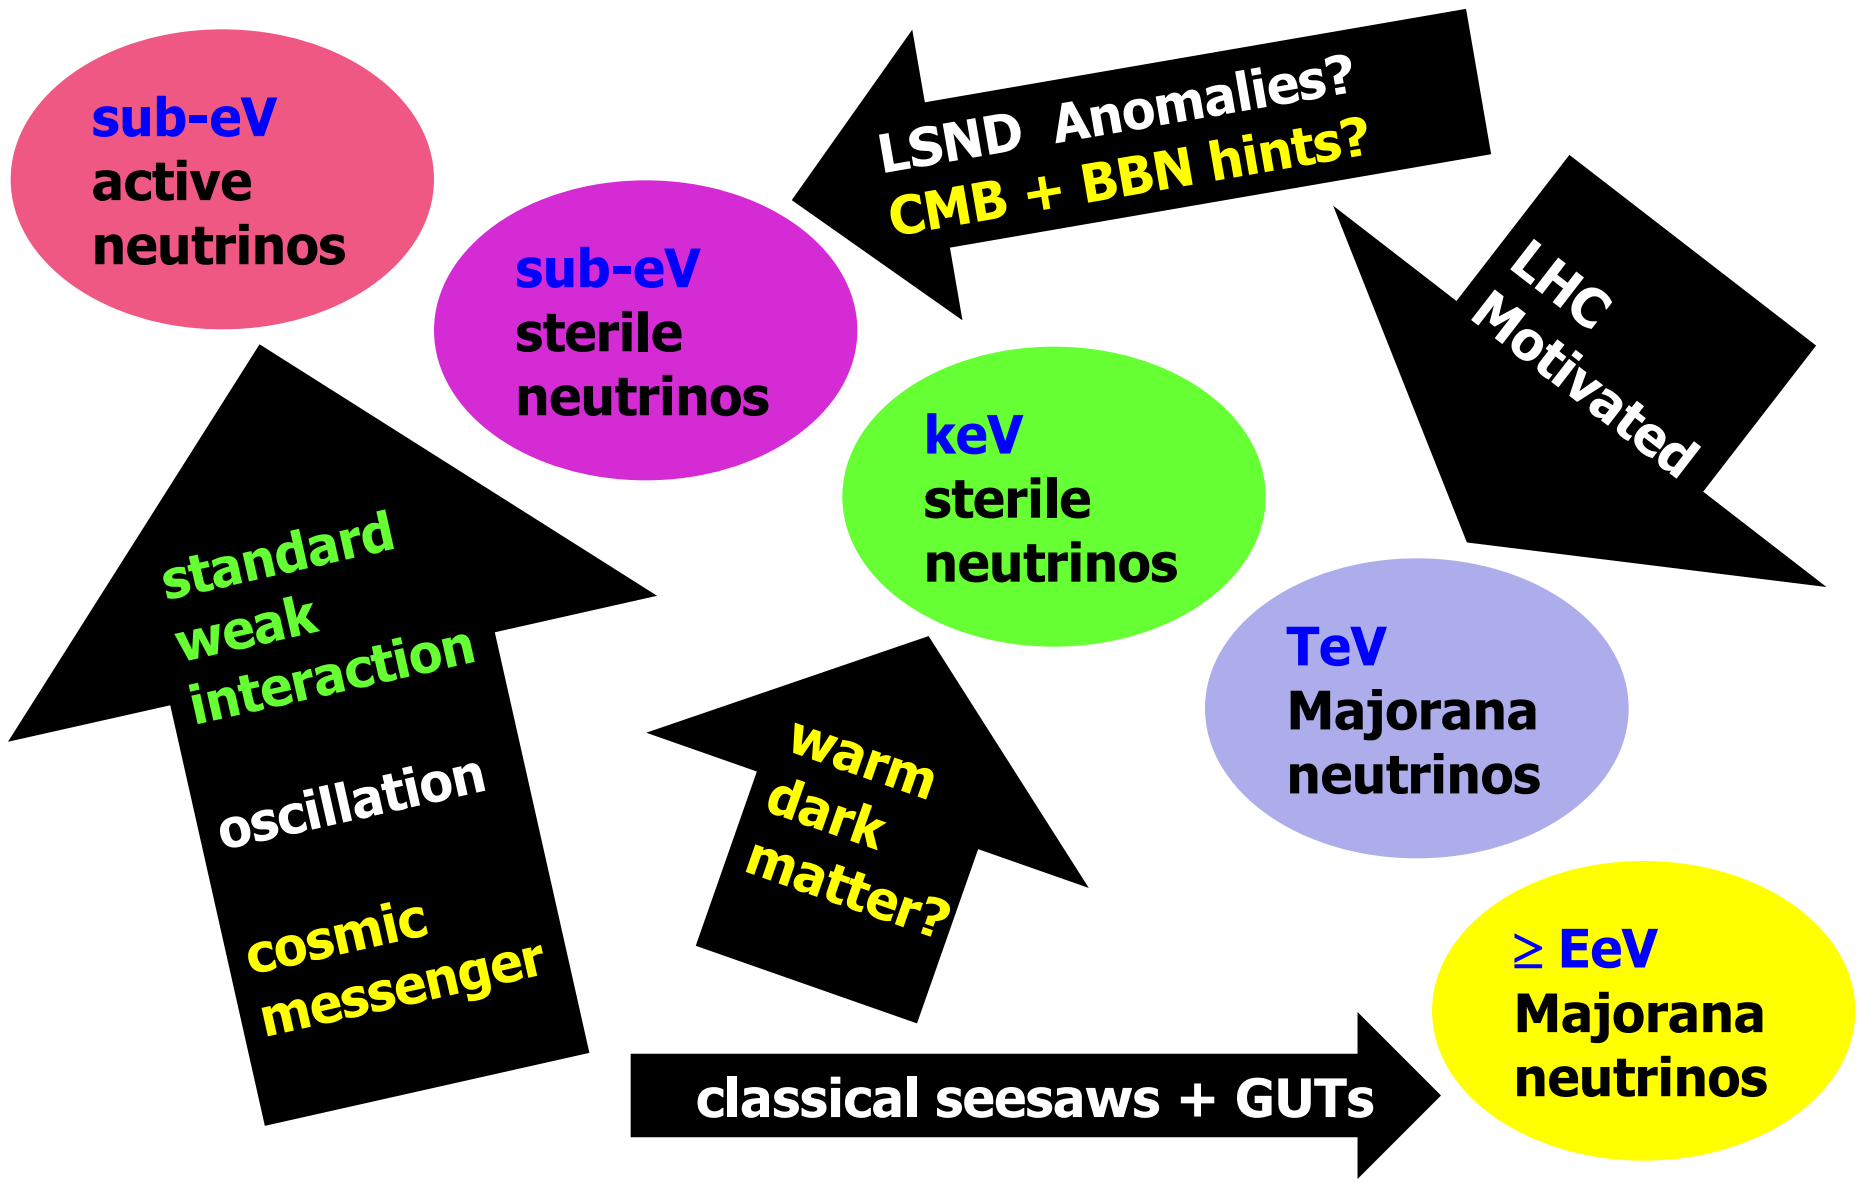 sub-eV
active
neutrinos
LSND  Anomalies?
CMB + BBN hints?
sub-eV
sterile
neutrinos
LHC
Motivated
keV
sterile
neutrinos
standard
weak
interaction
oscillation
cosmic
messenger
warm
dark
matter?
TeV
Majorana
neutrinos
≥ EeV
Majorana
neutrinos
classical seesaws + GUTs